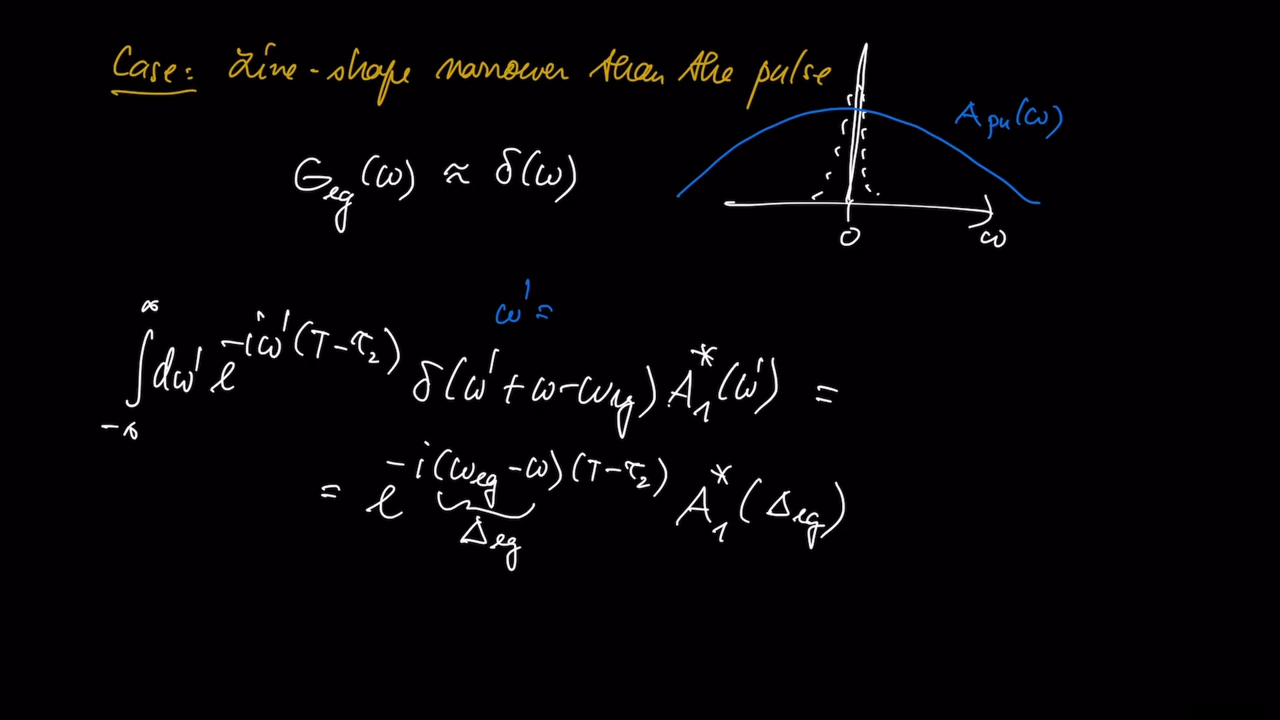 Case: Line-shape narrower than the pulse
A_pu(ω)
G_eg(ω) ≈ δ(ω)
0 ω
ω' =
∫_{-∞}^{∞} dω' e^{-iω'(T-τ_2)} δ(ω'+ω-ω_eg) A_1^*(ω') =
= e^{-i(ω_eg-ω)(T-τ_2)} A_1^*(Δ_eg)
Δ_eg